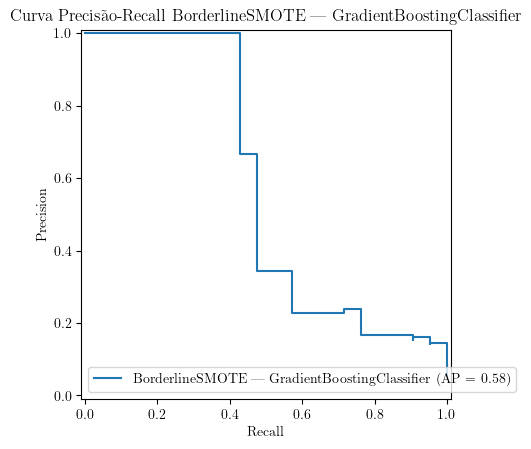 Curva Precisão-Recall BorderlineSMOTE — GradientBoostingClassifier
1.0
0.8
0.6
0.4
0.2
0.0
Precision
BorderlineSMOTE — GradientBoostingClassifier (AP = 0.58)
0.0 0.2 0.4 0.6 0.8 1.0
Recall